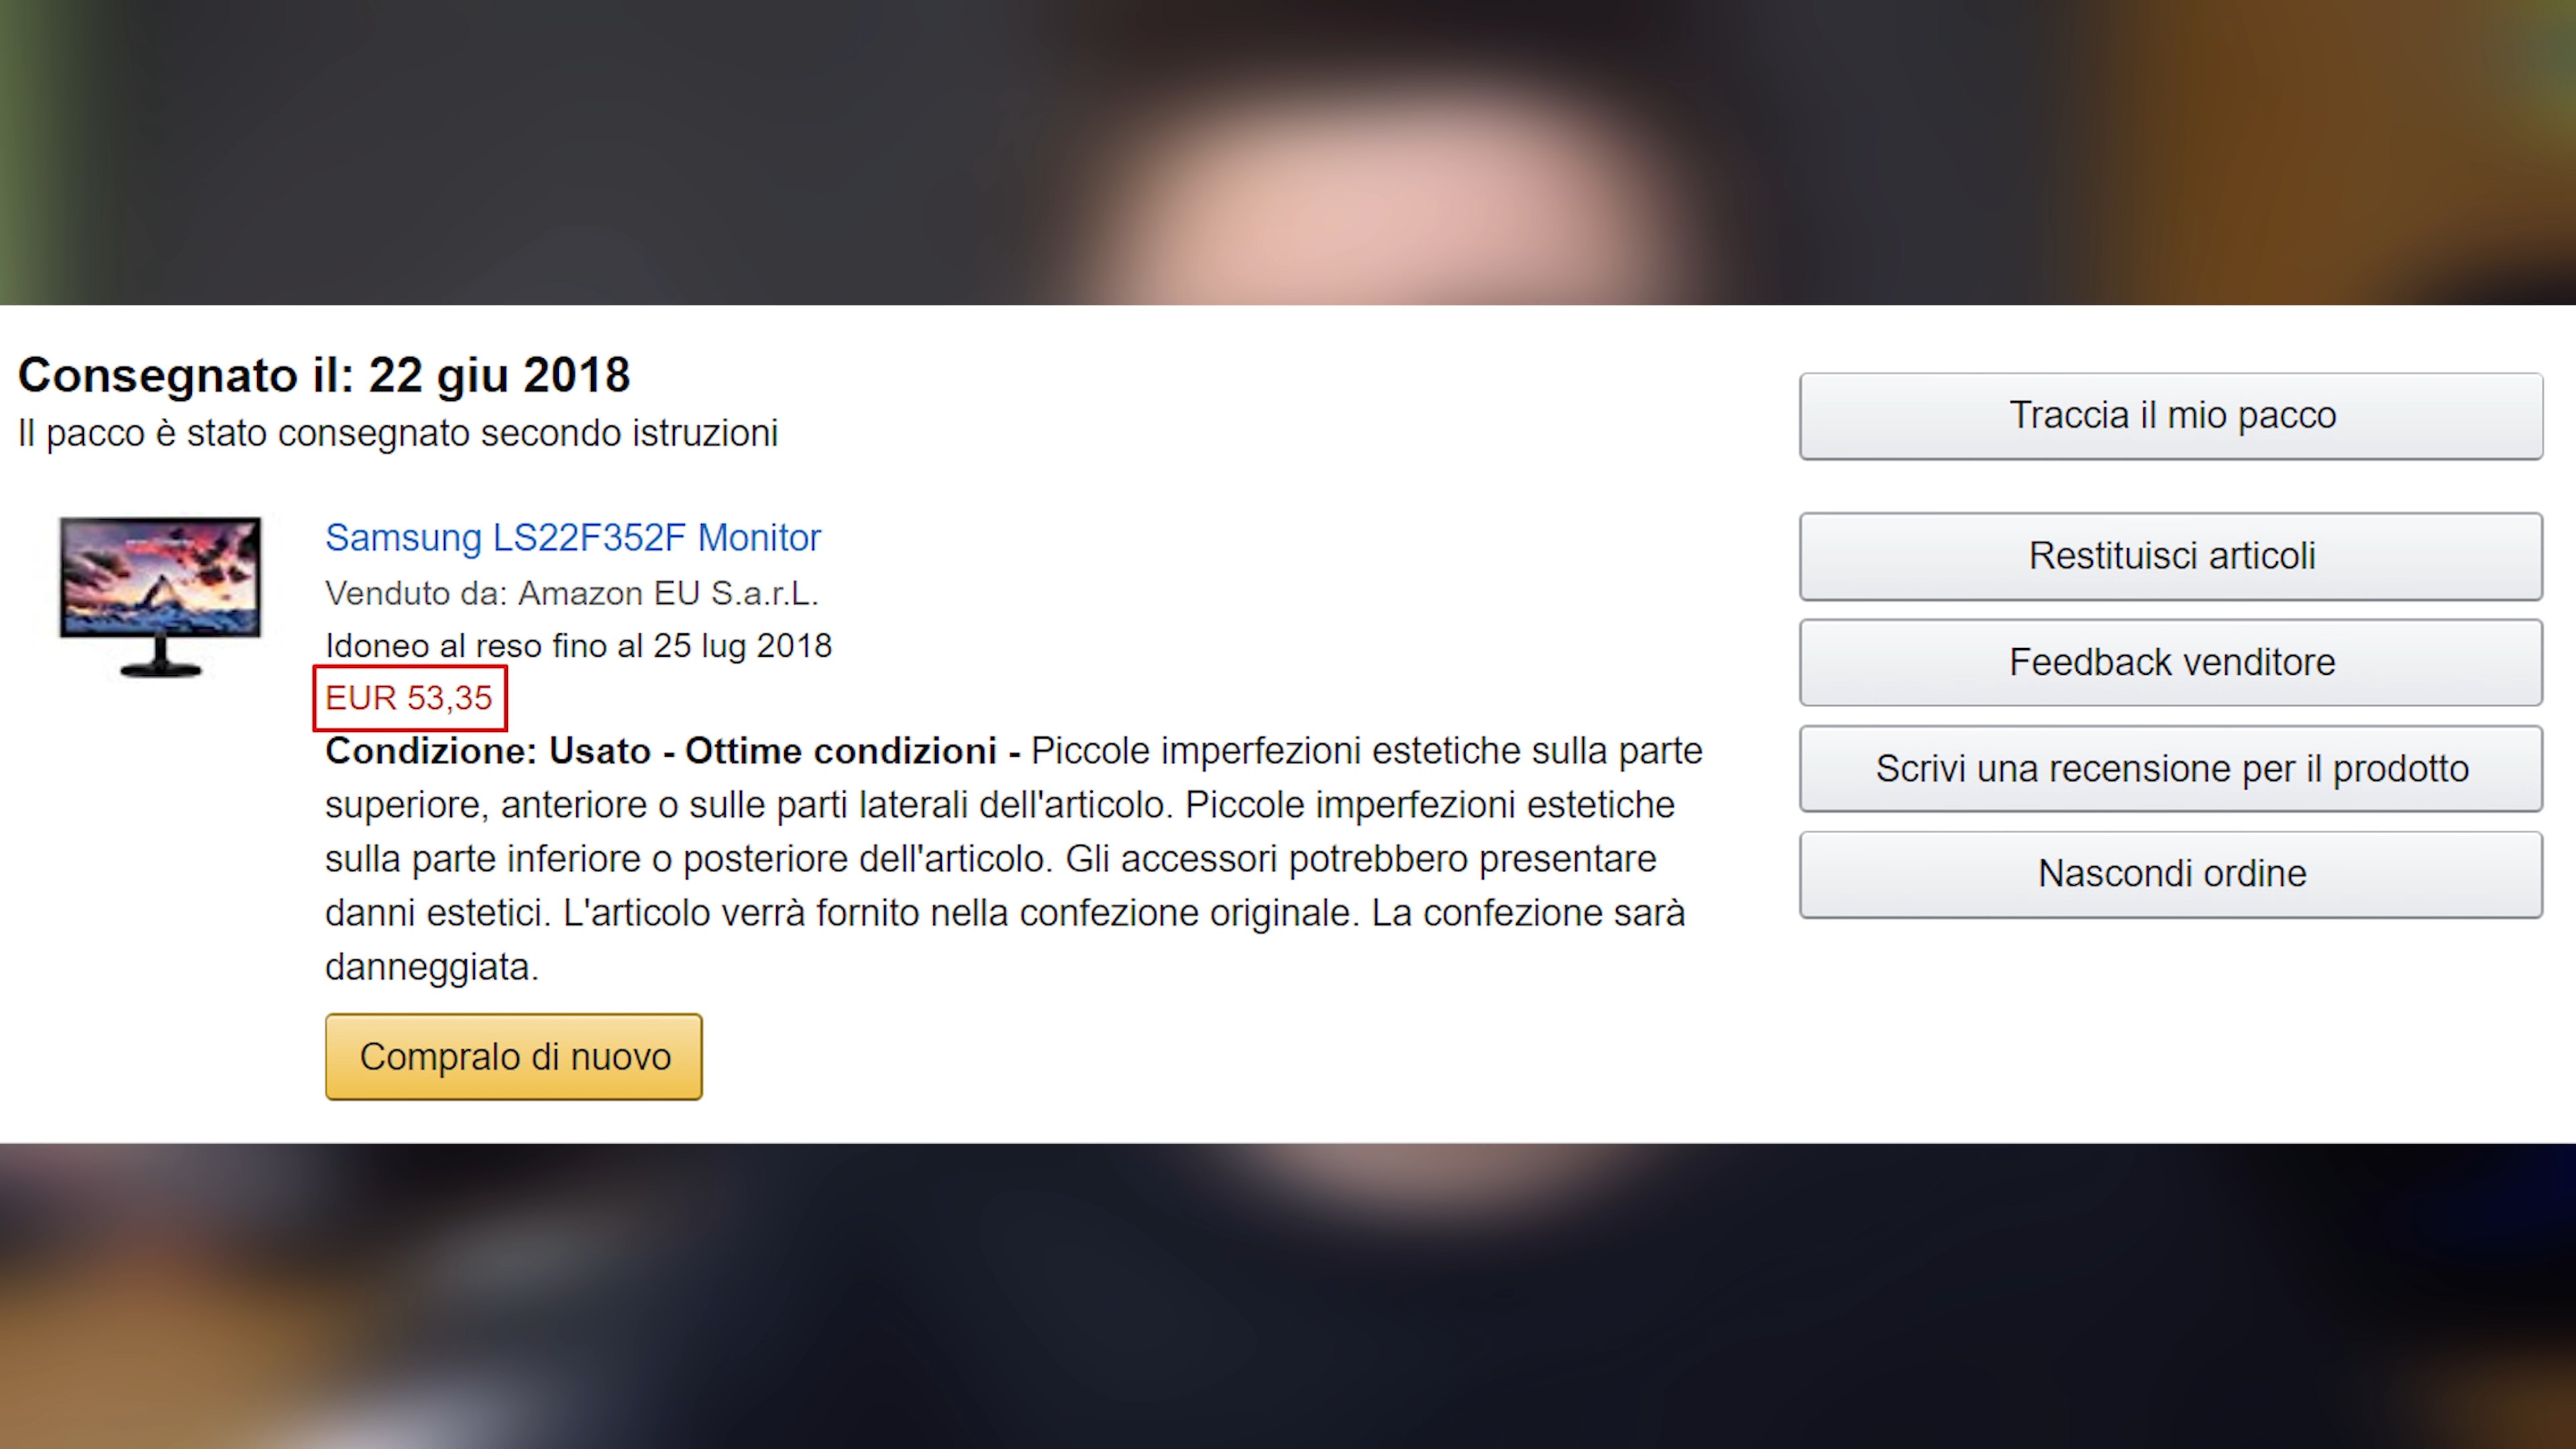 Consegnato il: 22 giu 2018
Il pacco è stato consegnato secondo istruzioni
Samsung LS22F352F Monitor
Venduto da: Amazon EU S.a.r.L.
Idoneo al reso fino al 25 lug 2018
EUR 53,35
Condizione: Usato - Ottime condizioni - Piccole imperfezioni estetiche sulla parte
superiore, anteriore o sulle parti laterali dell'articolo. Piccole imperfezioni estetiche
sulla parte inferiore o posteriore dell'articolo. Gli accessori potrebbero presentare
danni estetici. L'articolo verrà fornito nella confezione originale. La confezione sarà
danneggiata.
Compralo di nuovo
Traccia il mio pacco
Restituisci articoli
Feedback venditore
Scrivi una recensione per il prodotto
Nascondi ordine